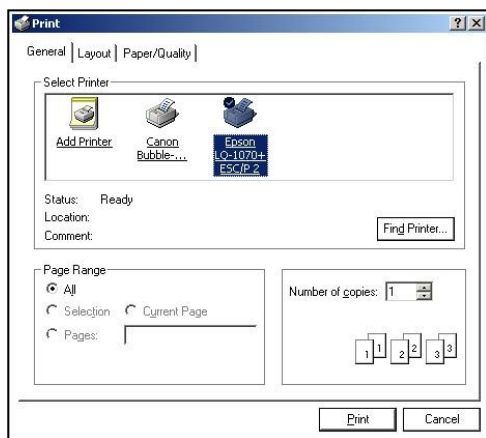 Print
General Layout Paper/Quality
Select Printer
Add Printer Canon Bubble-... Epson LQ-1070+ ESC/P 2
Status: Ready
Location:
Comment:
Find Printer...
Page Range
All
Selection Current Page
Pages:
Number of copies: 1
1 1 2 2 3 3
Print Cancel